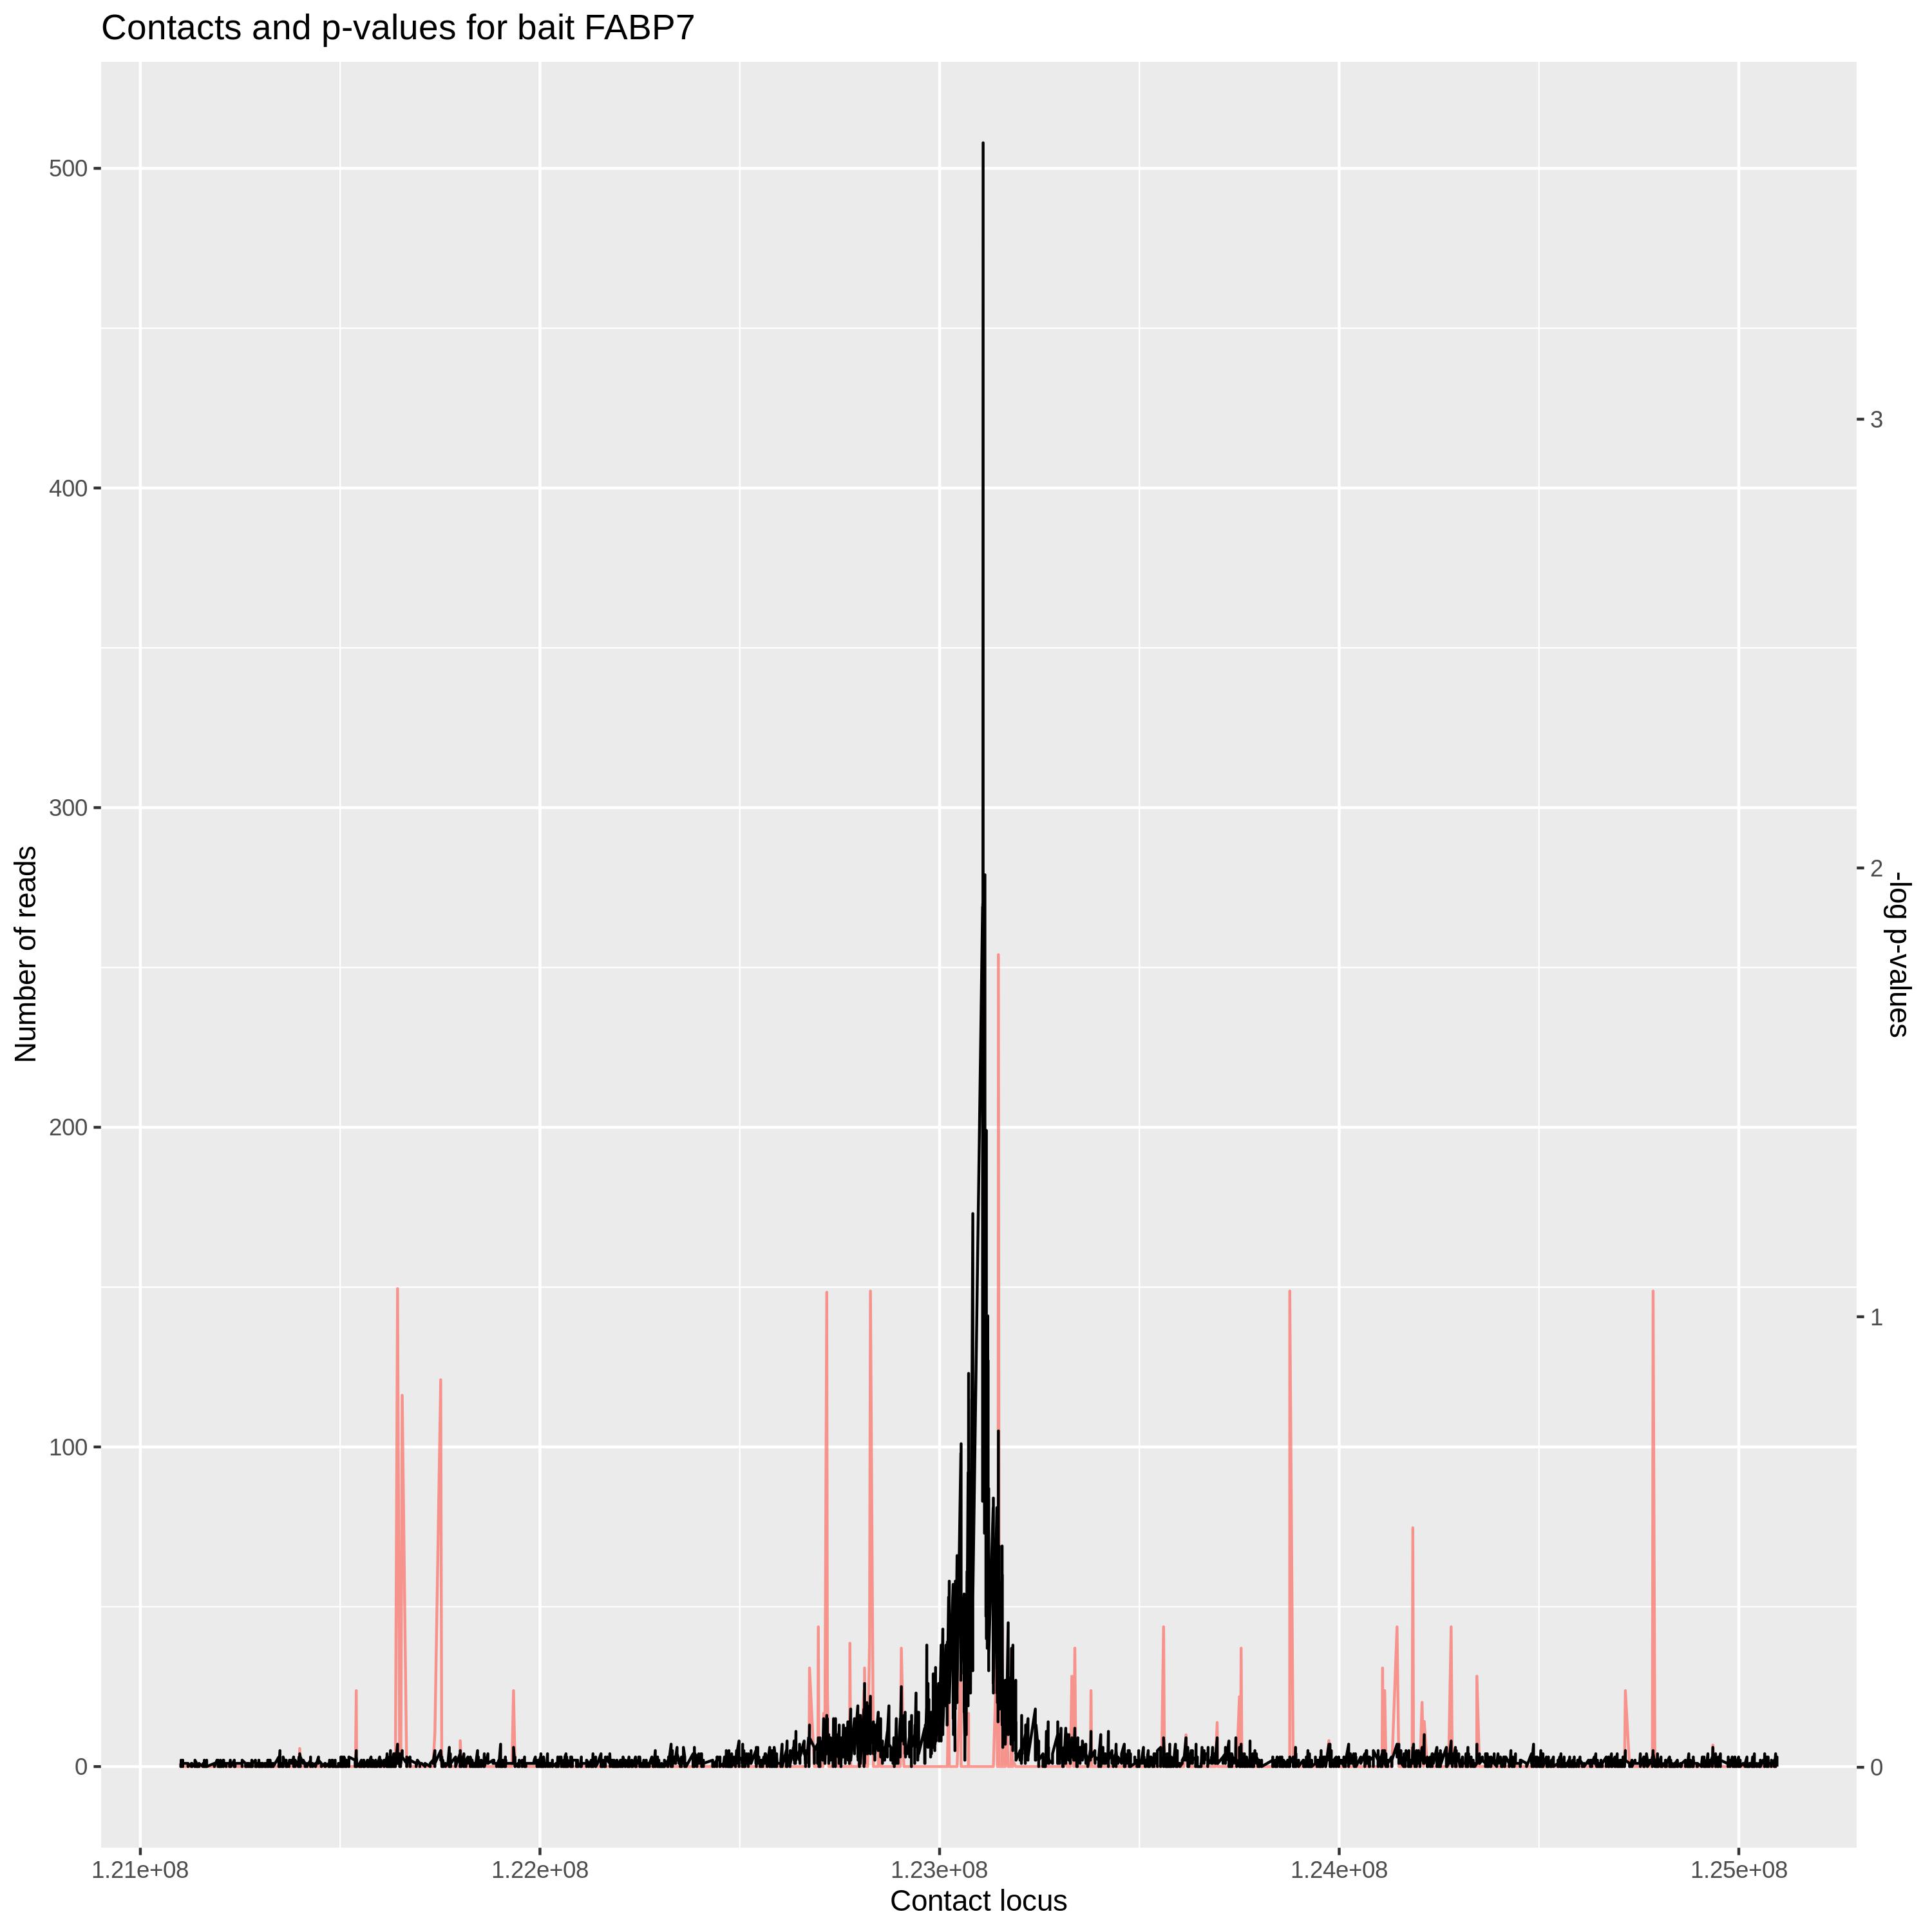 Contacts and p-values for bait FABP7
500
400
300
200
100
0
Number of reads
3
2
1
0
-log p-values
1.21e+08
1.22e+08
1.23e+08
1.24e+08
1.25e+08
Contact locus